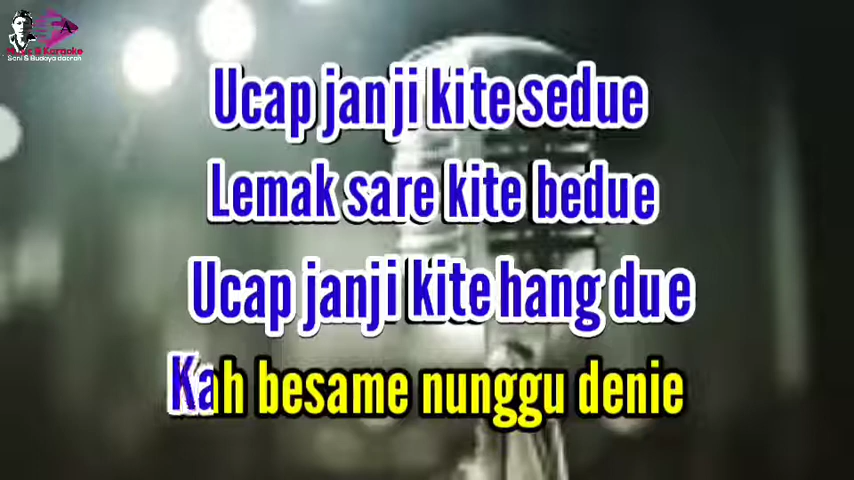 Music & Karaoke
Seni & Budaya daerah
Ucap janji kite sedue
Lemak sare kite bedue
Ucap janji kite hang due
Kah besame nunggu denie